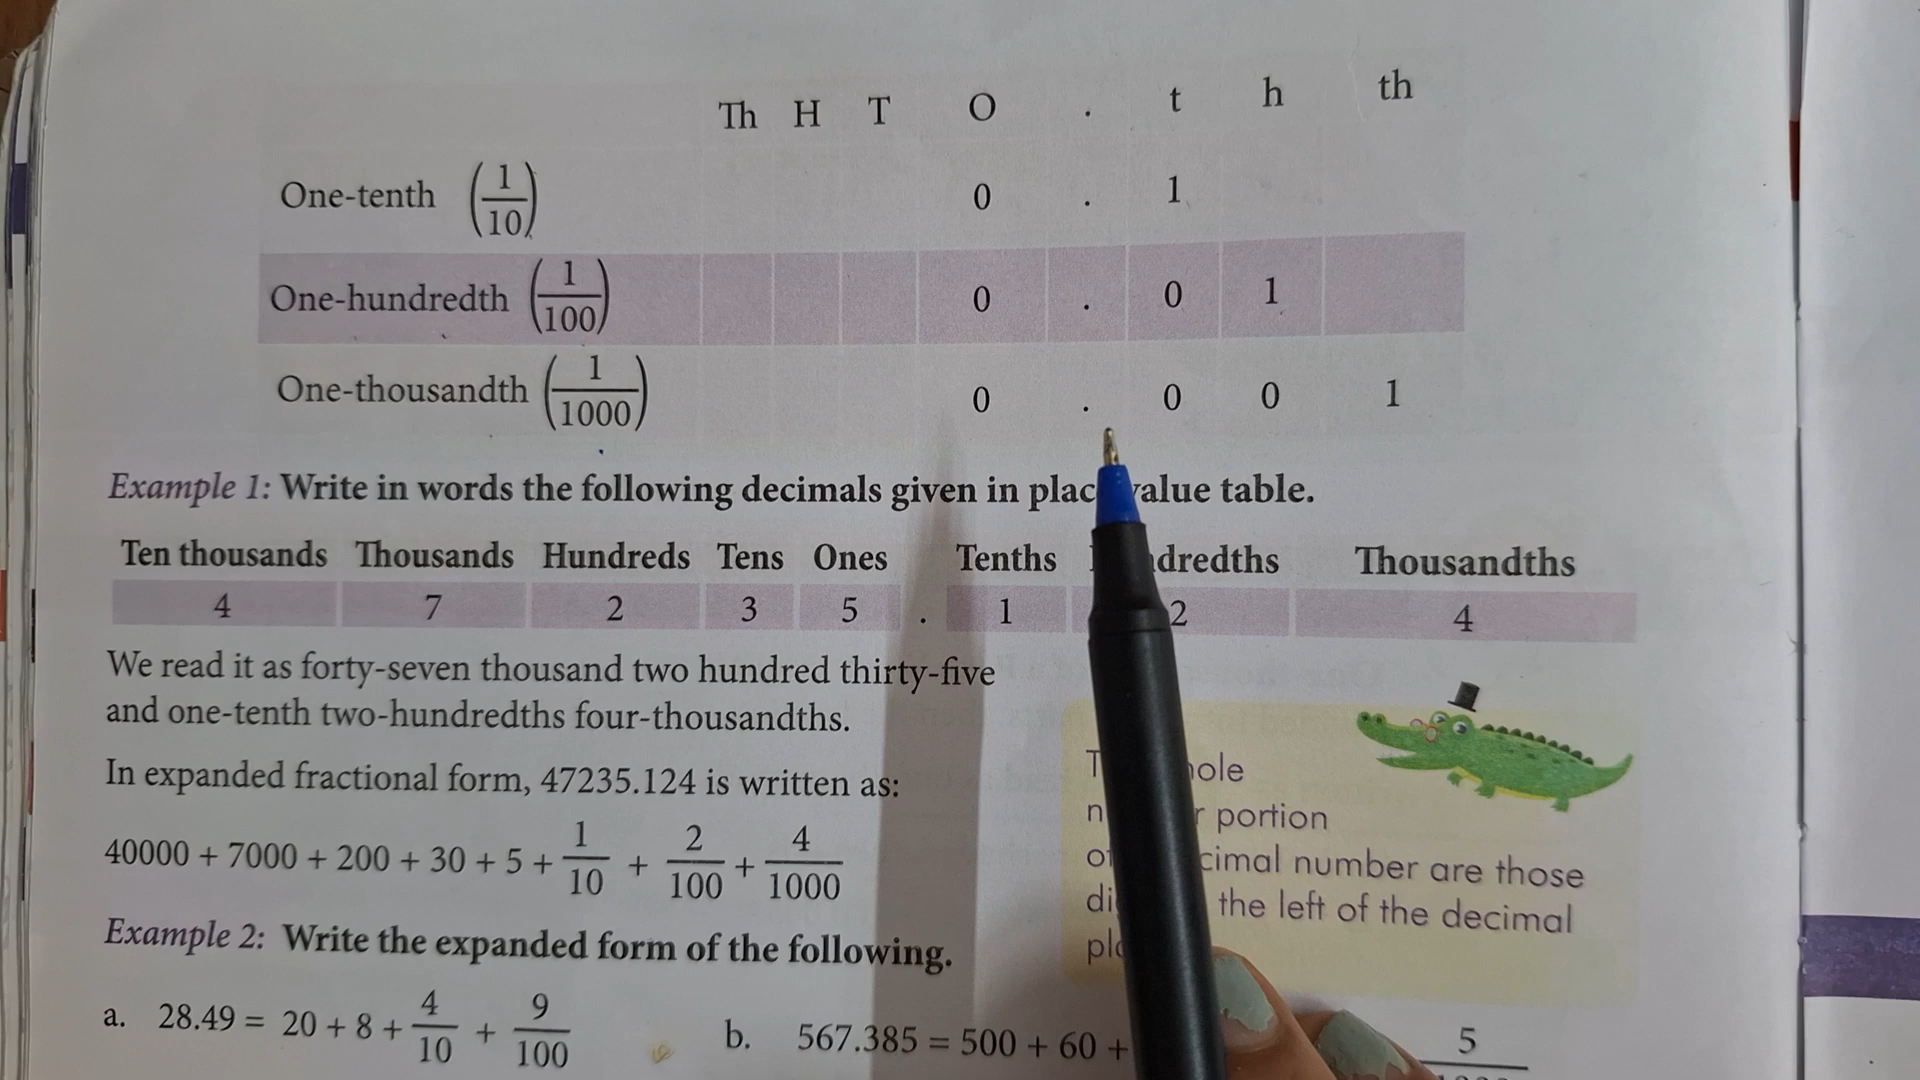 Th H T O . t h th
One-tenth (1/10) 0 . 1
One-hundredth (1/100) 0 . 0 1
One-thousandth (1/1000) 0 . 0 0 1
Example 1: Write in words the following decimals given in table.
Ten thousands Thousands Hundreds Tens Ones Tenths Thousandths
4 7 2 3 5 . 1 2 4
We read it as forty-seven thousand two hundred thirty-five
and one-tenth two-hundredths four-thousandths.
In expanded fractional form, 47235.124 is written as:
40000 + 7000 + 200 + 30 + 5 + 1/10 + 2/100 + 4/1000
portion
number are those
the left of the decimal
Example 2: Write the expanded form of the following.
a. 28.49 = 20 + 8 + 4/10 + 9/100
b. 567.385 = 500 + 60 + 5